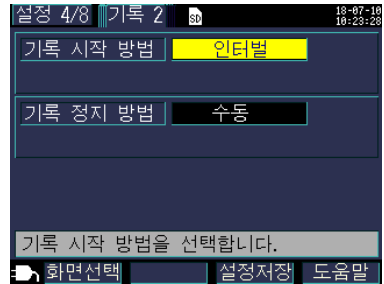 설정 4/8 기록 2 SD 18-07-10
10:23:28
기록 시작 방법 인터벌
기록 정지 방법 수동
기록 시작 방법을 선택합니다.
화면선택 설정저장 도움말